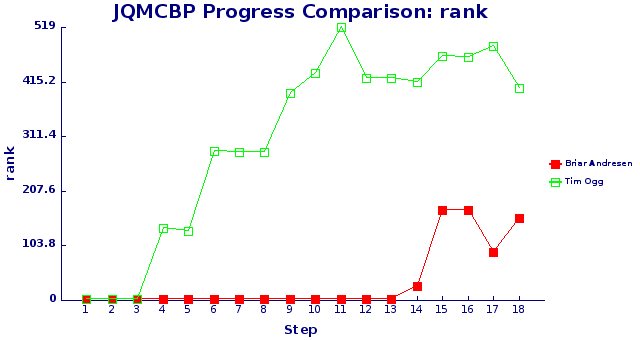 JQMCBP Progress Comparison: rank
519
415.2
311.4
207.6
103.8
0
rank
1 2 3 4 5 6 7 8 9 10 11 12 13 14 15 16 17 18
Step
Briar Andresen
Tim Ogg